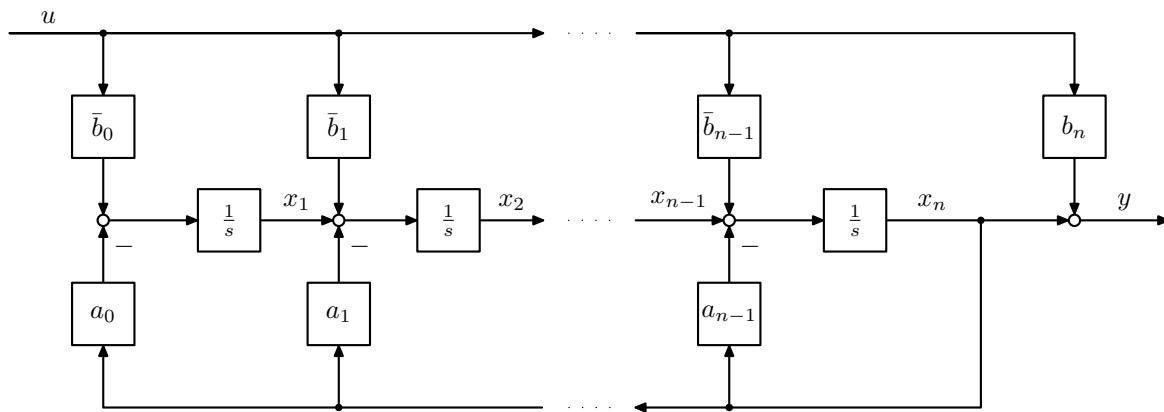 u
b̄₀ b̄₁ b̄ₙ₋₁ bₙ
1/s x₁ 1/s x₂ xₙ₋₁ 1/s xₙ y
− − −
a₀ a₁ aₙ₋₁